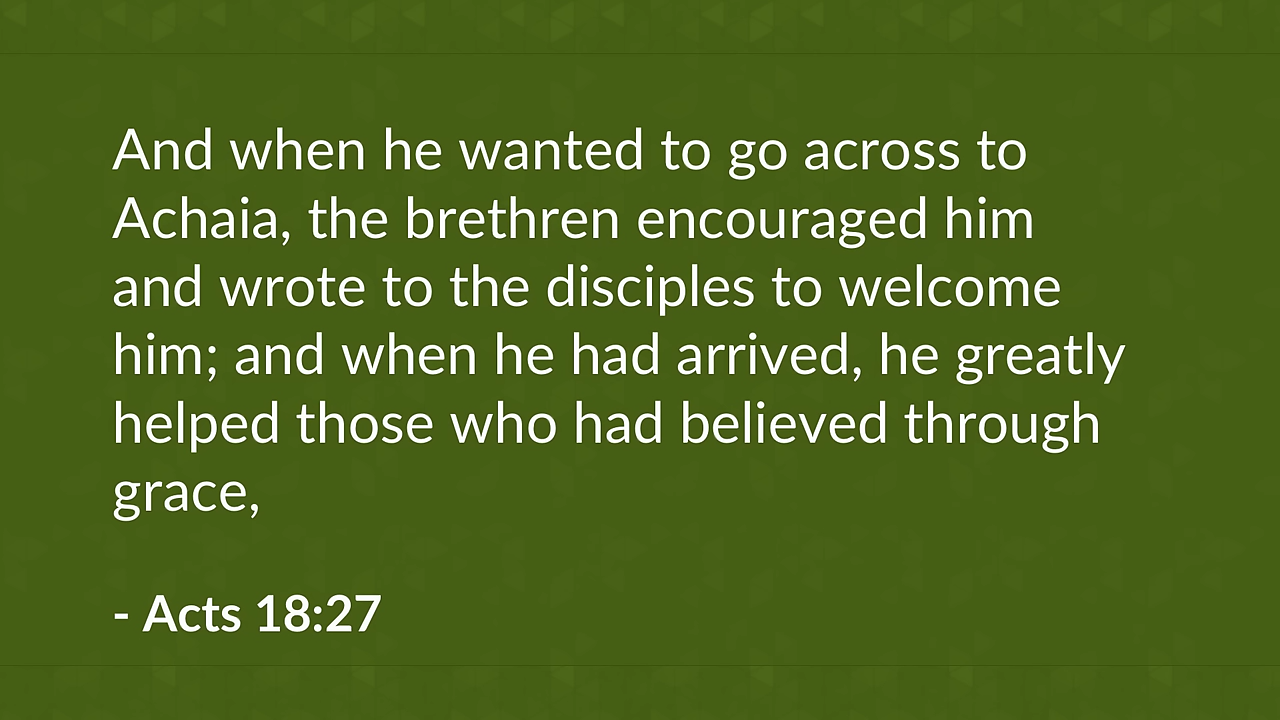 And when he wanted to go across to
Achaia, the brethren encouraged him
and wrote to the disciples to welcome
him; and when he had arrived, he greatly
helped those who had believed through
grace,
- Acts 18:27